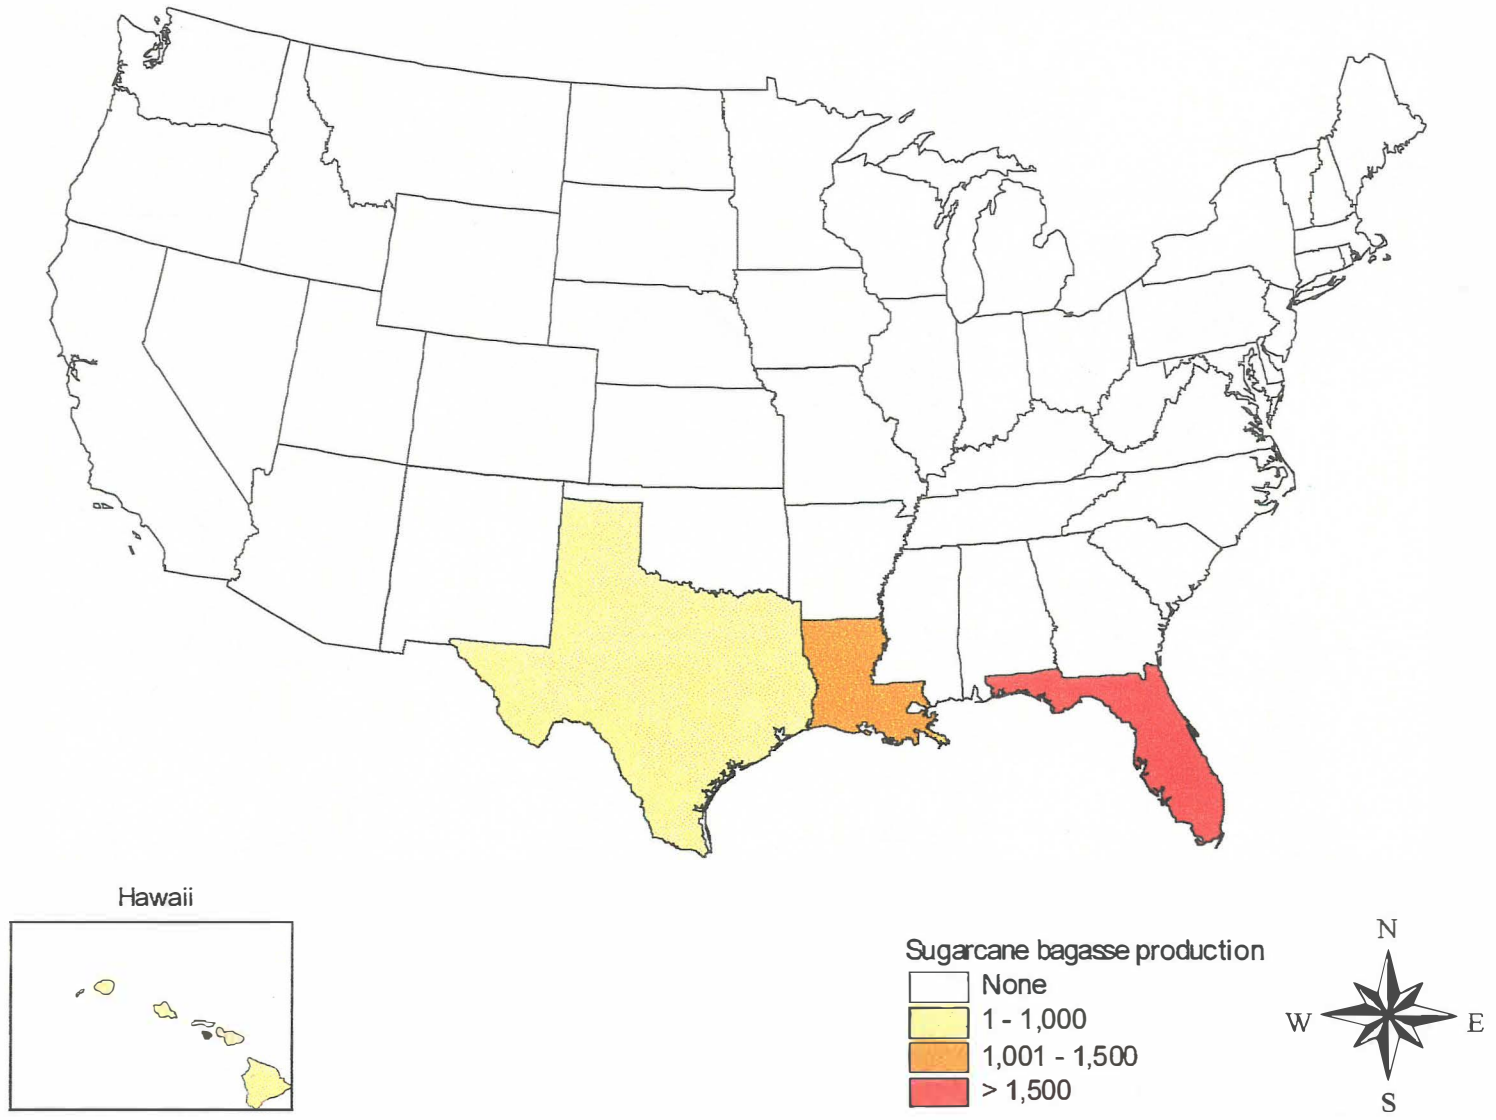 Hawaii
Sugarcane bagasse production
None
1 - 1,000
1,001 - 1,500
> 1,500
N
W
E
S